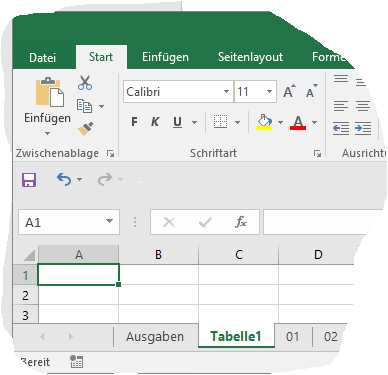 Datei Start Einfügen Seitenlayout Forme
Einfügen
Calibri 11 A A
F K U A
Zwischenablage Schriftart Ausricht
A1 fx
A B C D
1
2
3
Ausgaben Tabelle1 01 02
Bereit